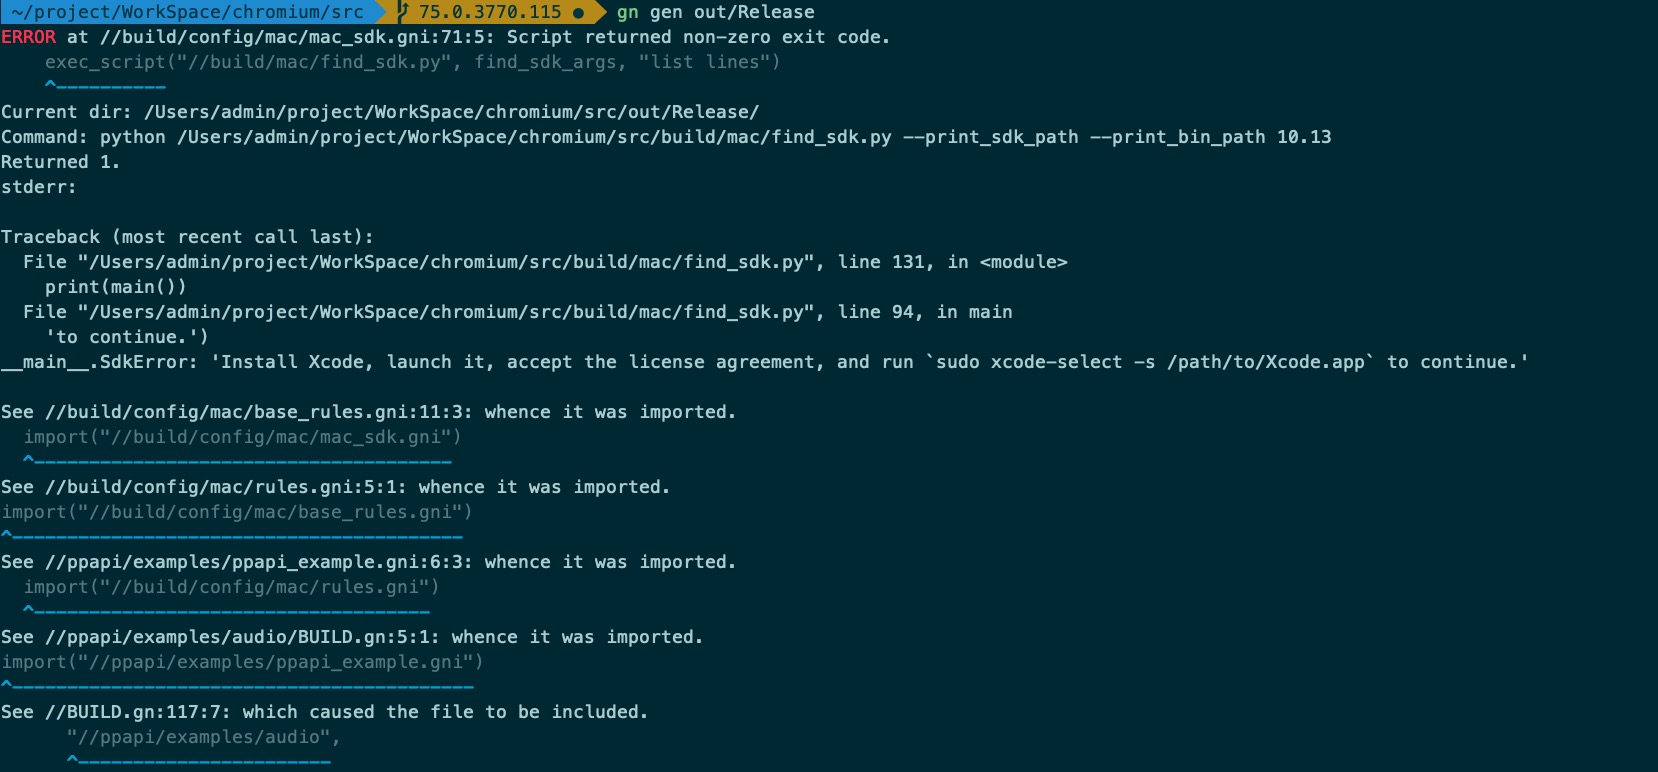 ~/project/WorkSpace/chromium/src 75.0.3770.115 ● gn gen out/Release
ERROR at //build/config/mac/mac_sdk.gni:71:5: Script returned non-zero exit code.
    exec_script("//build/mac/find_sdk.py", find_sdk_args, "list lines")
    ^----------
Current dir: /Users/admin/project/WorkSpace/chromium/src/out/Release/
Command: python /Users/admin/project/WorkSpace/chromium/src/build/mac/find_sdk.py --print_sdk_path --print_bin_path 10.13
Returned 1.
stderr:

Traceback (most recent call last):
  File "/Users/admin/project/WorkSpace/chromium/src/build/mac/find_sdk.py", line 131, in <module>
    print(main())
  File "/Users/admin/project/WorkSpace/chromium/src/build/mac/find_sdk.py", line 94, in main
    'to continue.')
__main__.SdkError: 'Install Xcode, launch it, accept the license agreement, and run `sudo xcode-select -s /path/to/Xcode.app` to continue.'

See //build/config/mac/base_rules.gni:11:3: whence it was imported.
  import("//build/config/mac/mac_sdk.gni")
  ^--------------------------------------
See //build/config/mac/rules.gni:5:1: whence it was imported.
import("//build/config/mac/base_rules.gni")
^-----------------------------------------
See //ppapi/examples/ppapi_example.gni:6:3: whence it was imported.
  import("//build/config/mac/rules.gni")
  ^------------------------------------
See //ppapi/examples/audio/BUILD.gn:5:1: whence it was imported.
import("//ppapi/examples/ppapi_example.gni")
^------------------------------------------
See //BUILD.gn:117:7: which caused the file to be included.
      "//ppapi/examples/audio",
      ^-----------------------